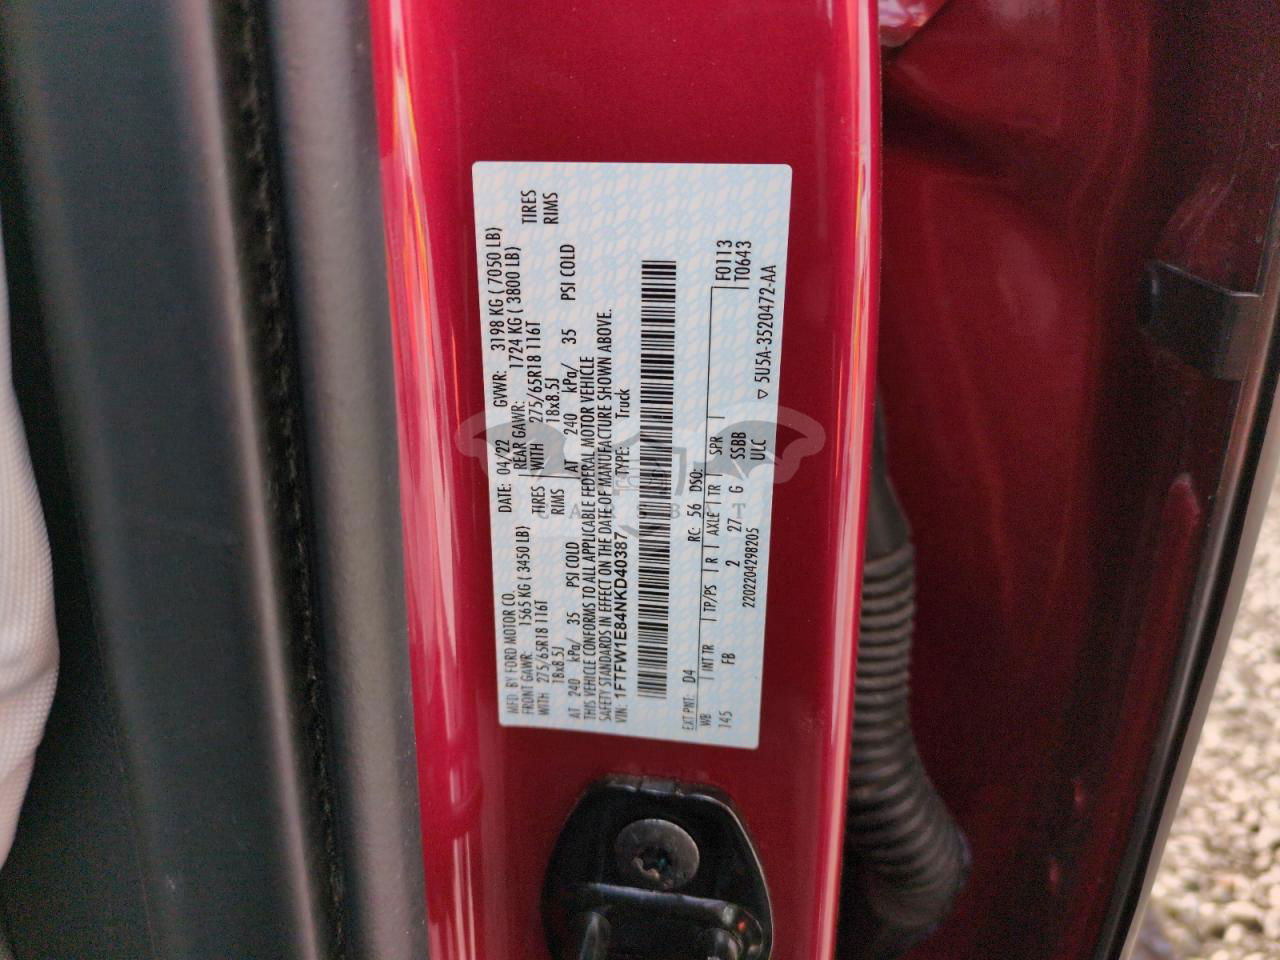 MFD. BY FORD MOTOR CO.
DATE: 04/22 GVWR: 3198 KG ( 7050 LB)
FRONT GAWR: 1565 KG ( 3450 LB) REAR GAWR: 1724 KG ( 3800 LB)
WITH 275/65R18 116T TIRES WITH 275/65R18 116T TIRES
18x8.5J RIMS 18x8.5J RIMS
AT 240 kPa/ 35 PSI COLD AT 240 kPa/ 35 PSI COLD
THIS VEHICLE CONFORMS TO ALL APPLICABLE FEDERAL MOTOR VEHICLE
SAFETY STANDARDS IN EFFECT ON THE DATE OF MANUFACTURE SHOWN ABOVE.
VIN: 1FTFW1E84NKD40387 TYPE: Truck
EXT PNT: D4 RC: 56 DSO:
WB INT TR TP/PS R AXLE TR SPR F0113
145 FB 2 27 G SSBB T0643
ULC
2202204298205 ▽ 5U5A-3520472-AA